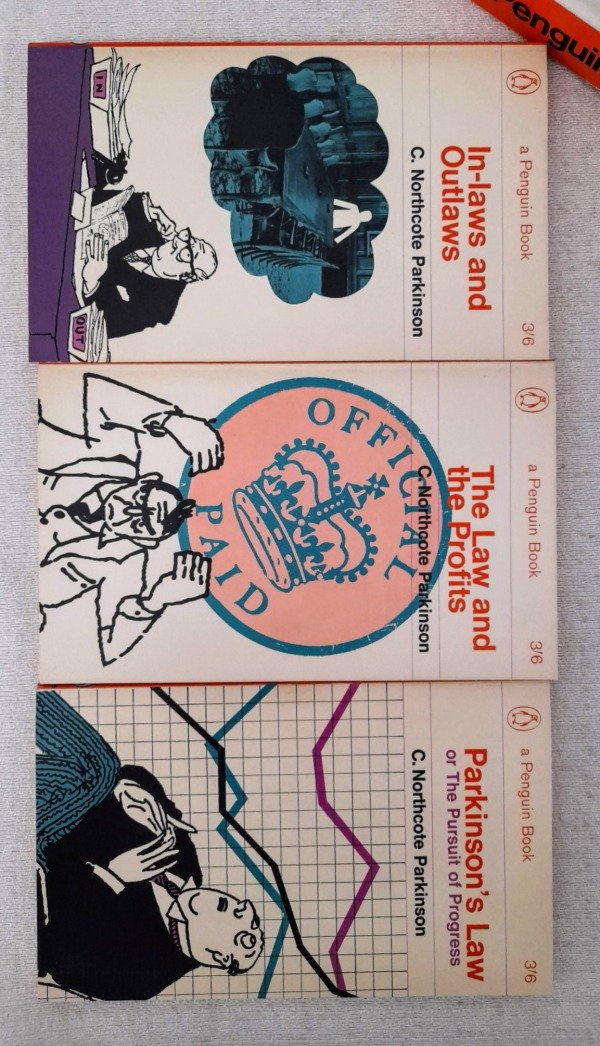 Penguin
a Penguin Book
3/6
In-laws and
Outlaws
C. Northcote Parkinson
IN
OUT
a Penguin Book
3/6
The Law and
the Profits
C. Northcote Parkinson
OFFICIAL
PAID
a Penguin Book
3/6
Parkinson's Law
or The Pursuit of Progress
C. Northcote Parkinson